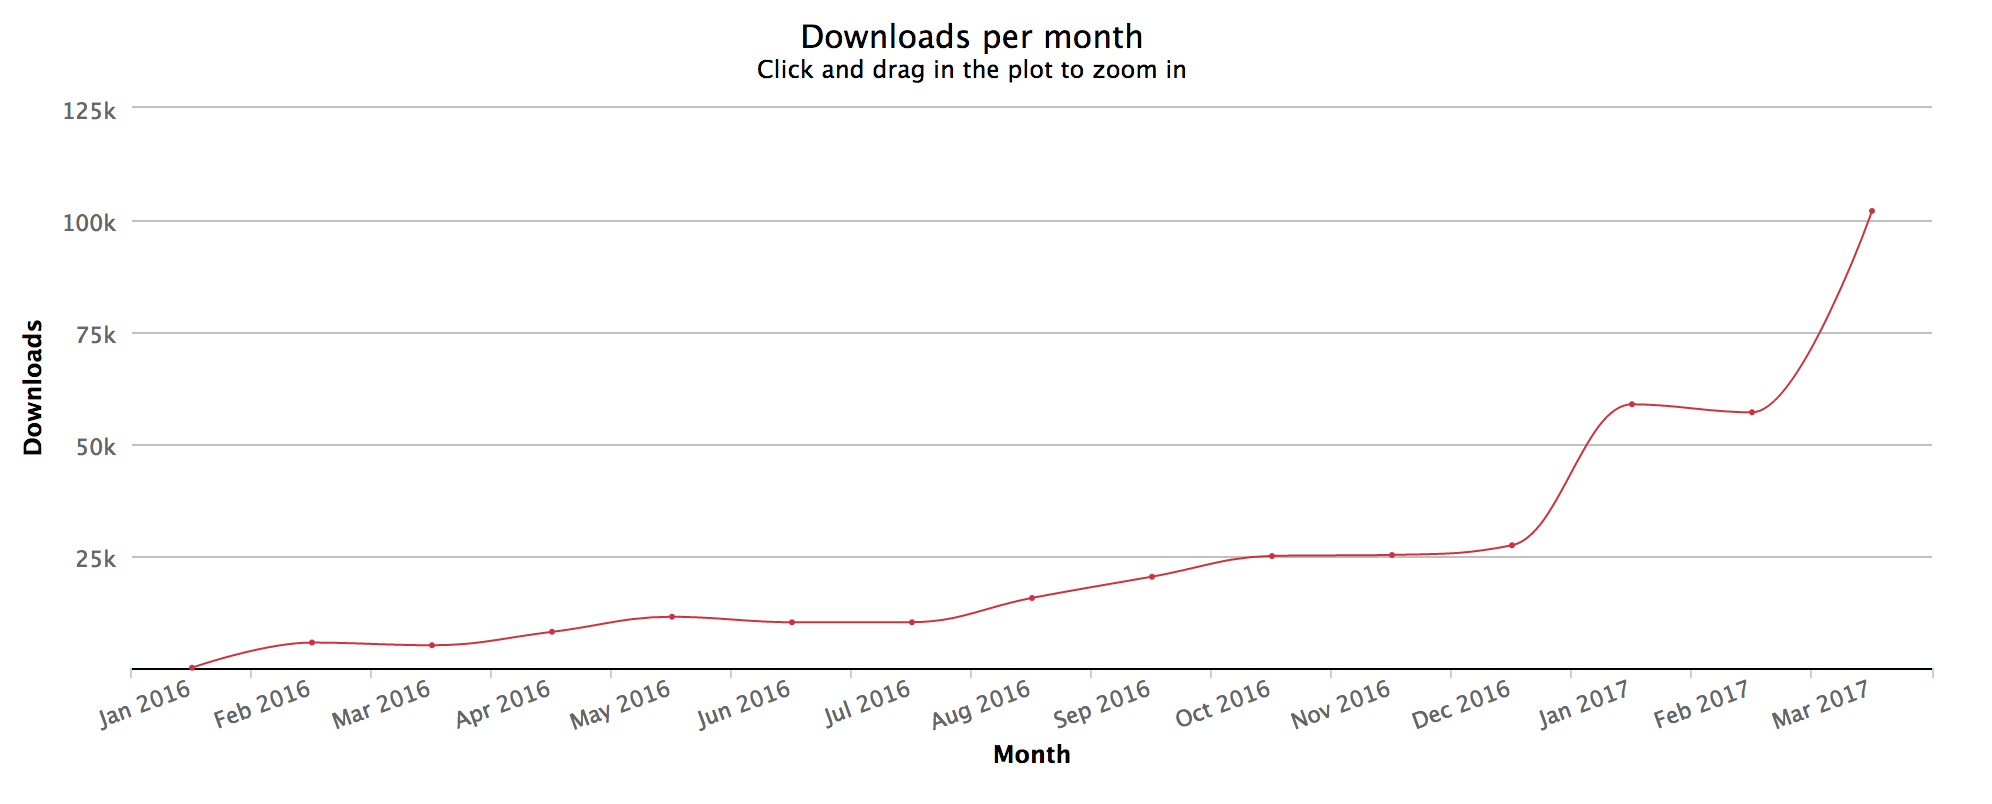 Downloads per month
Click and drag in the plot to zoom in
125k
100k
75k
50k
25k
Downloads
Jan 2016
Feb 2016
Mar 2016
Apr 2016
May 2016
Jun 2016
Jul 2016
Aug 2016
Sep 2016
Oct 2016
Nov 2016
Dec 2016
Jan 2017
Feb 2017
Mar 2017
Month